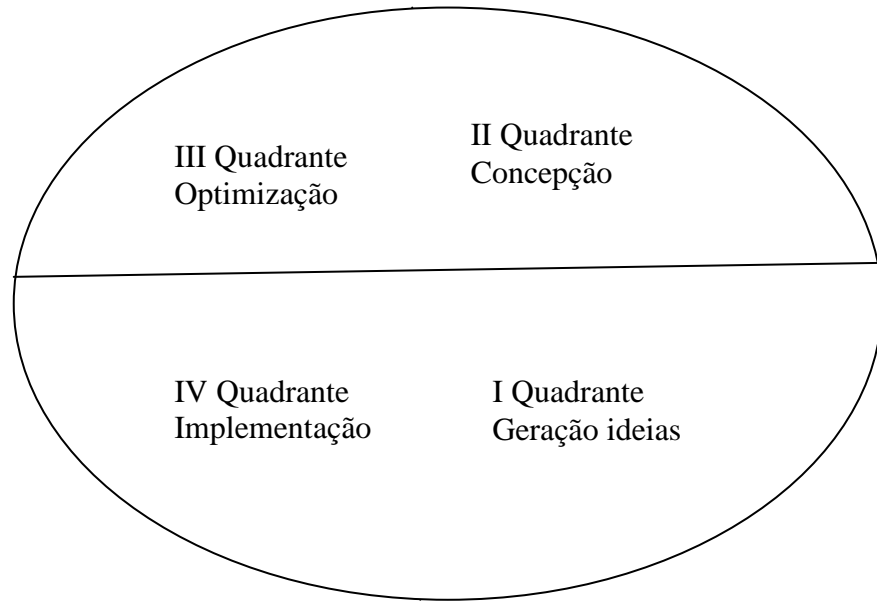 III Quadrante
Optimização
II Quadrante
Concepção
IV Quadrante
Implementação
I Quadrante
Geração ideias